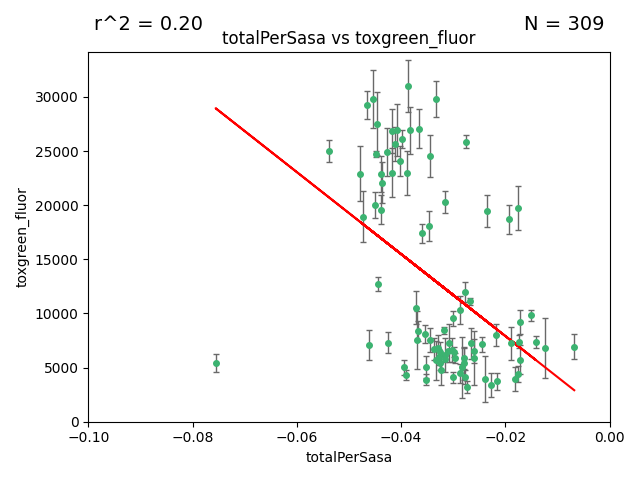 r^2 = 0.20
N = 309
totalPerSasa vs toxgreen_fluor
toxgreen_fluor
30000
25000
20000
15000
10000
5000
0
−0.10
−0.08
−0.06
−0.04
−0.02
0.00
totalPerSasa